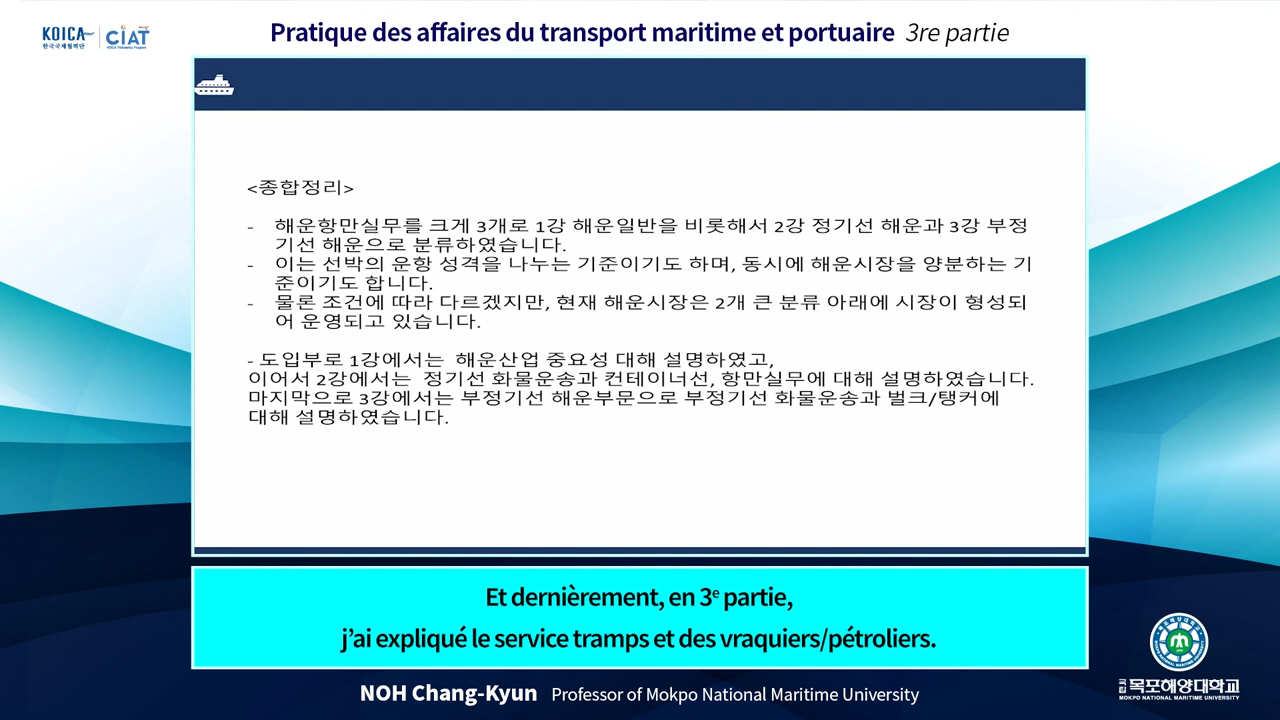 KOICA
한국국제협력단
CIAT
KOICA Fellowship Program
Pratique des affaires du transport maritime et portuaire 3re partie
<종합정리>
- 해운항만실무를 크게 3개로 1강 해운일반을 비롯해서 2강 정기선 해운과 3강 부정
기선 해운으로 분류하였습니다.
- 이는 선박의 운항 성격을 나누는 기준이기도 하며, 동시에 해운시장을 양분하는 기
준이기도 합니다.
- 물론 조건에 따라 다르겠지만, 현재 해운시장은 2개 큰 분류 아래에 시장이 형성되
어 운영되고 있습니다.
- 도입부로 1강에서는 해운산업 중요성 대해 설명하였고,
이어서 2강에서는 정기선 화물운송과 컨테이너선, 항만실무에 대해 설명하였습니다.
마지막으로 3강에서는 부정기선 해운부문으로 부정기선 화물운송과 벌크/탱커에
대해 설명하였습니다.
Et dernièrement, en 3e partie,
j’ai expliqué le service tramps et des vraquiers/pétroliers.
NOH Chang-Kyun Professor of Mokpo National Maritime University
국립 목포해양대학교
MOKPO NATIONAL MARITIME UNIVERSITY